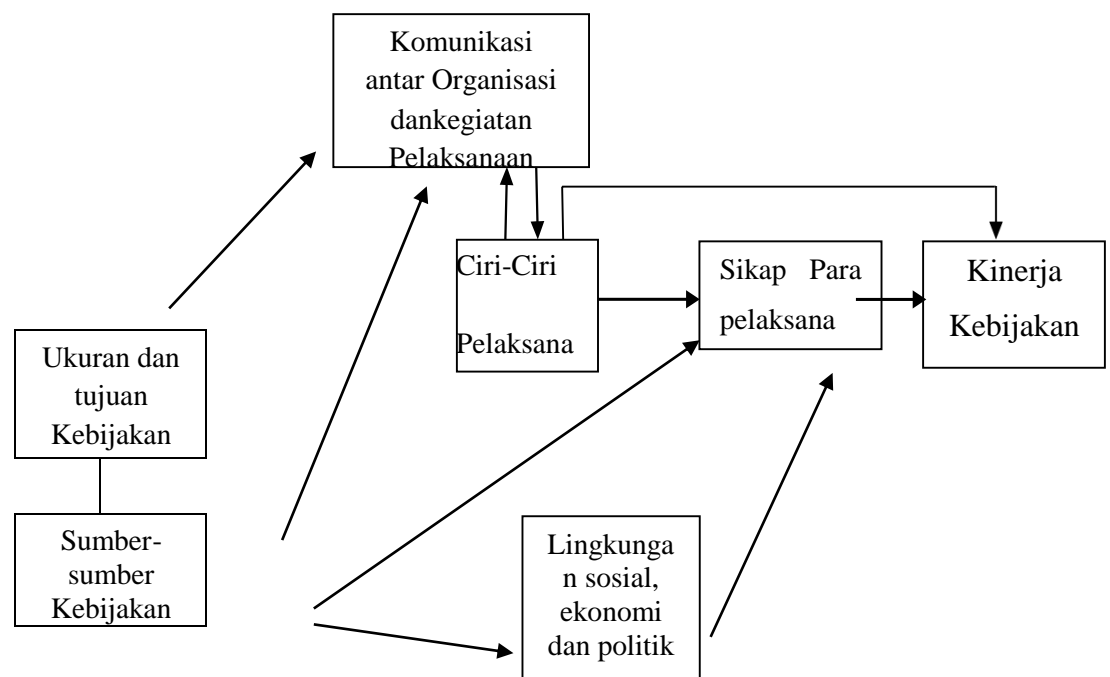 Komunikasi
antar Organisasi
dankegiatan
Pelaksanaan
Ciri-Ciri
Pelaksana
Sikap Para
pelaksana
Kinerja
Kebijakan
Ukuran dan
tujuan
Kebijakan
Sumber-
sumber
Kebijakan
Lingkunga
n sosial,
ekonomi
dan politik